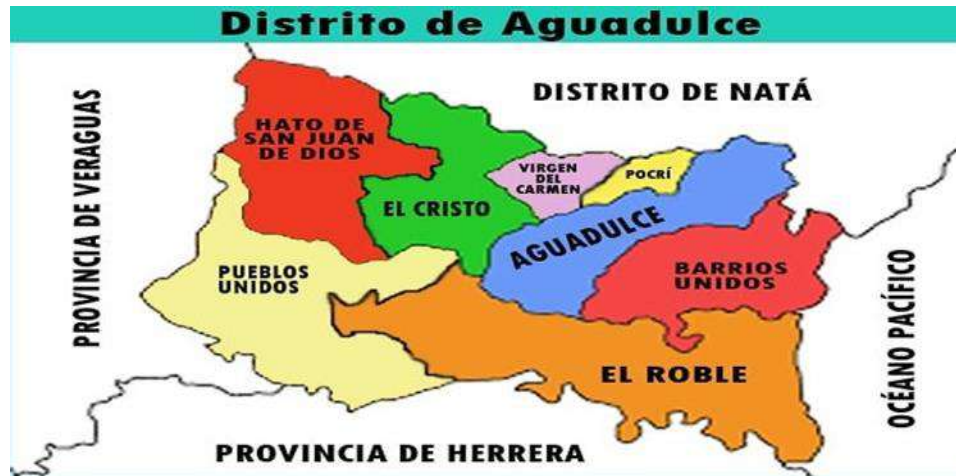 Distrito de Aguadulce
PROVINCIA DE VERAGUAS
DISTRITO DE NATÁ
HATO DE
SAN JUAN
DE DIOS
VIRGEN
DEL
CARMEN
POCRÍ
EL CRISTO
AGUADULCE
PUEBLOS
UNIDOS
BARRIOS
UNIDOS
EL ROBLE
OCÉANO PACÍFICO
PROVINCIA DE HERRERA